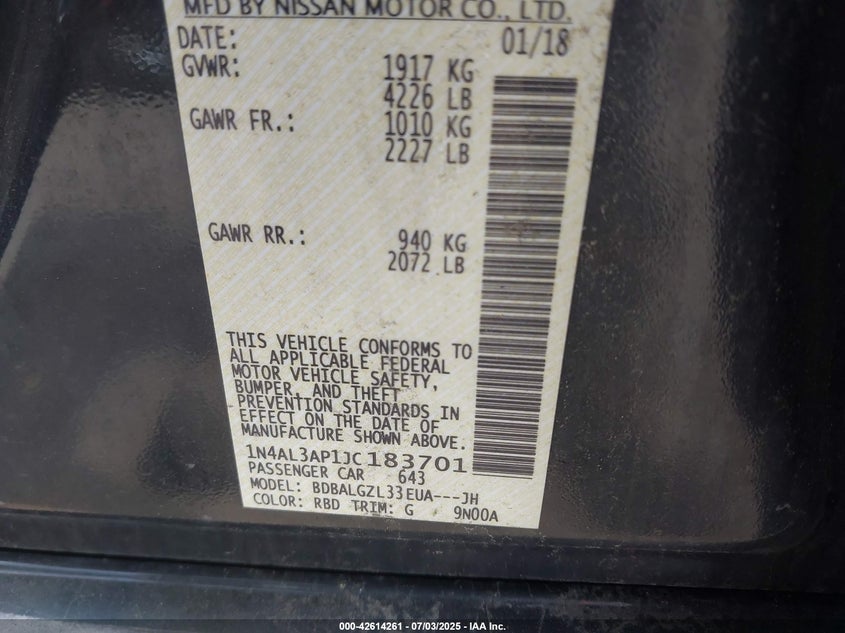 MFD BY NISSAN MOTOR CO., LTD.
DATE: 01/18
GVWR: 1917 KG
4226 LB
GAWR FR.: 1010 KG
2227 LB
GAWR RR.: 940 KG
2072 LB
THIS VEHICLE CONFORMS TO
ALL APPLICABLE FEDERAL
MOTOR VEHICLE SAFETY,
BUMPER, AND THEFT
PREVENTION STANDARDS IN
EFFECT ON THE DATE OF
MANUFACTURE SHOWN ABOVE.
1N4AL3AP1JC183701
PASSENGER CAR 643
MODEL: BDBALGZL33EUA---JH
COLOR: RBD TRIM: G 9N00A
000-42614261 - 07/03/2025 - IAA Inc.